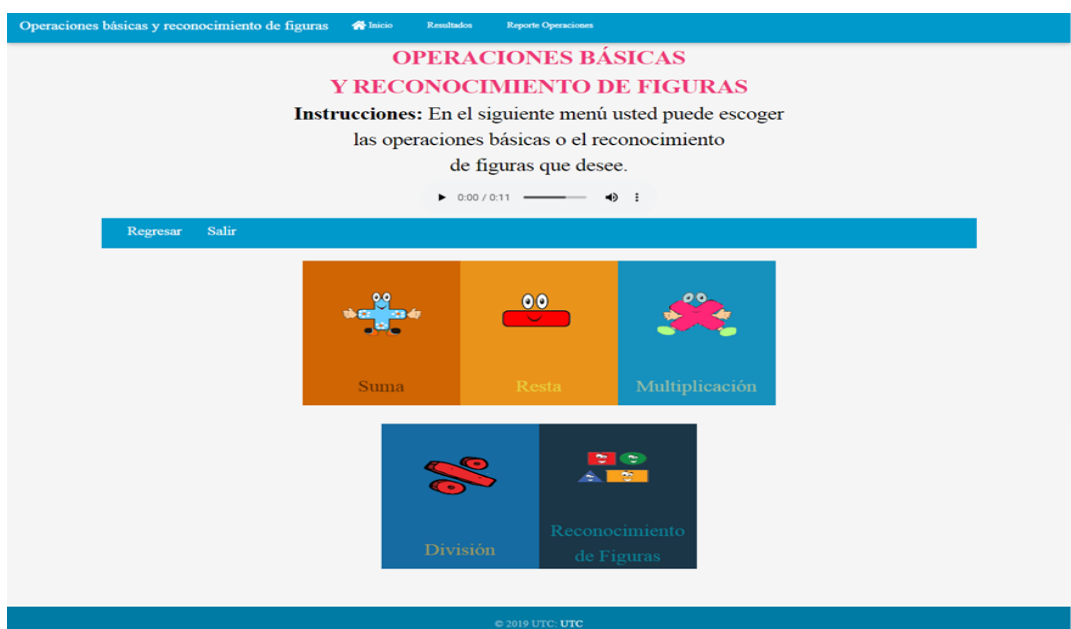 Operaciones básicas y reconocimiento de figuras Inicio Resultados Reporte Operaciones
OPERACIONES BÁSICAS
Y RECONOCIMIENTO DE FIGURAS
Instrucciones: En el siguiente menú usted puede escoger
las operaciones básicas o el reconocimiento
de figuras que desee.
0:00 / 0:11
Regresar Salir
Suma Resta Multiplicación
División
Reconocimiento
de Figuras
© 2019 UTC: UTC